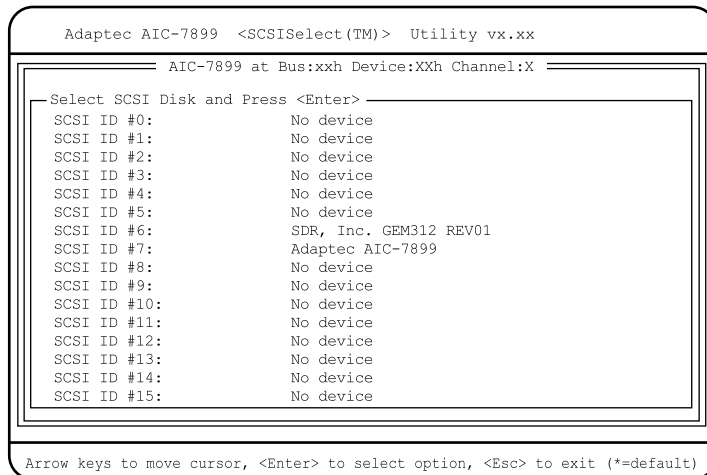 Adaptec AIC-7899 <SCSISelect(TM)> Utility vx.xx
AIC-7899 at Bus:xxh Device:XXh Channel:X
Select SCSI Disk and Press <Enter>
SCSI ID #0: No device
SCSI ID #1: No device
SCSI ID #2: No device
SCSI ID #3: No device
SCSI ID #4: No device
SCSI ID #5: No device
SCSI ID #6: SDR, Inc. GEM312 REV01
SCSI ID #7: Adaptec AIC-7899
SCSI ID #8: No device
SCSI ID #9: No device
SCSI ID #10: No device
SCSI ID #11: No device
SCSI ID #12: No device
SCSI ID #13: No device
SCSI ID #14: No device
SCSI ID #15: No device
Arrow keys to move cursor, <Enter> to select option, <Esc> to exit (*=default)